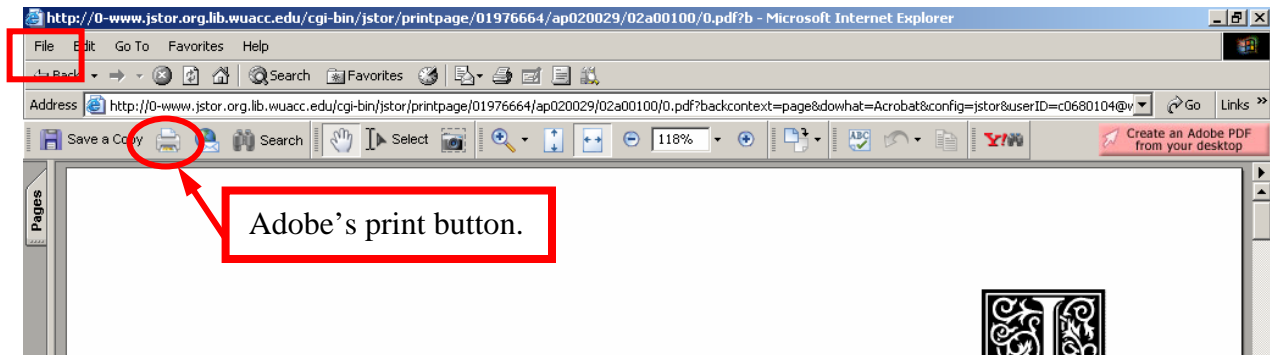 http://0-www.jstor.org.lib.wuacc.edu/cgi-bin/jstor/printpage/01976664/ap020029/02a00100/0.pdf?b - Microsoft Internet Explorer
File Edit Go To Favorites Help
Back Search Favorites
Address http://0-www.jstor.org.lib.wuacc.edu/cgi-bin/jstor/printpage/01976664/ap020029/02a00100/0.pdf?backcontext=page&dowhat=Acrobat&config=jstor&userID=c0680104@v Go Links »
Save a Copy Search Select 118% ABC Y! Create an Adobe PDF
from your desktop
Pages
Adobe’s print button.
J